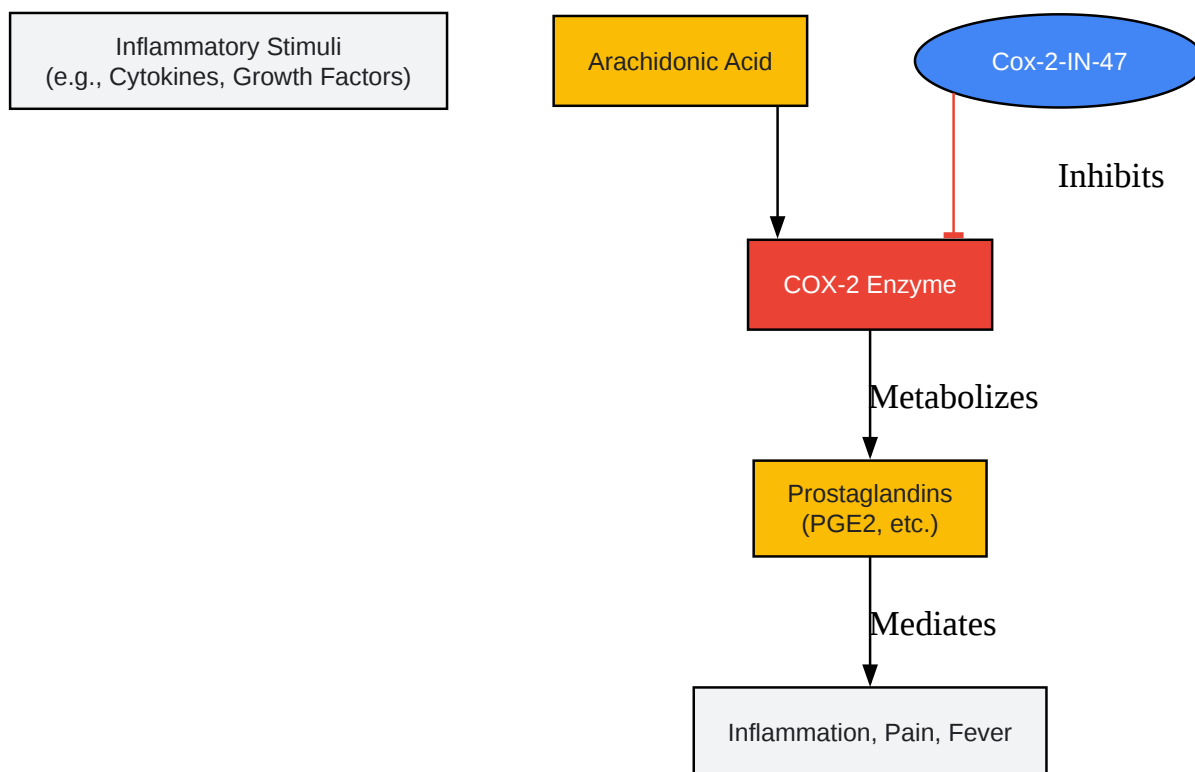 Inflammatory Stimuli
(e.g., Cytokines, Growth Factors)
Arachidonic Acid
Cox-2-IN-47
Inhibits
COX-2 Enzyme
Metabolizes
Prostaglandins
(PGE2, etc.)
Mediates
Inflammation, Pain, Fever